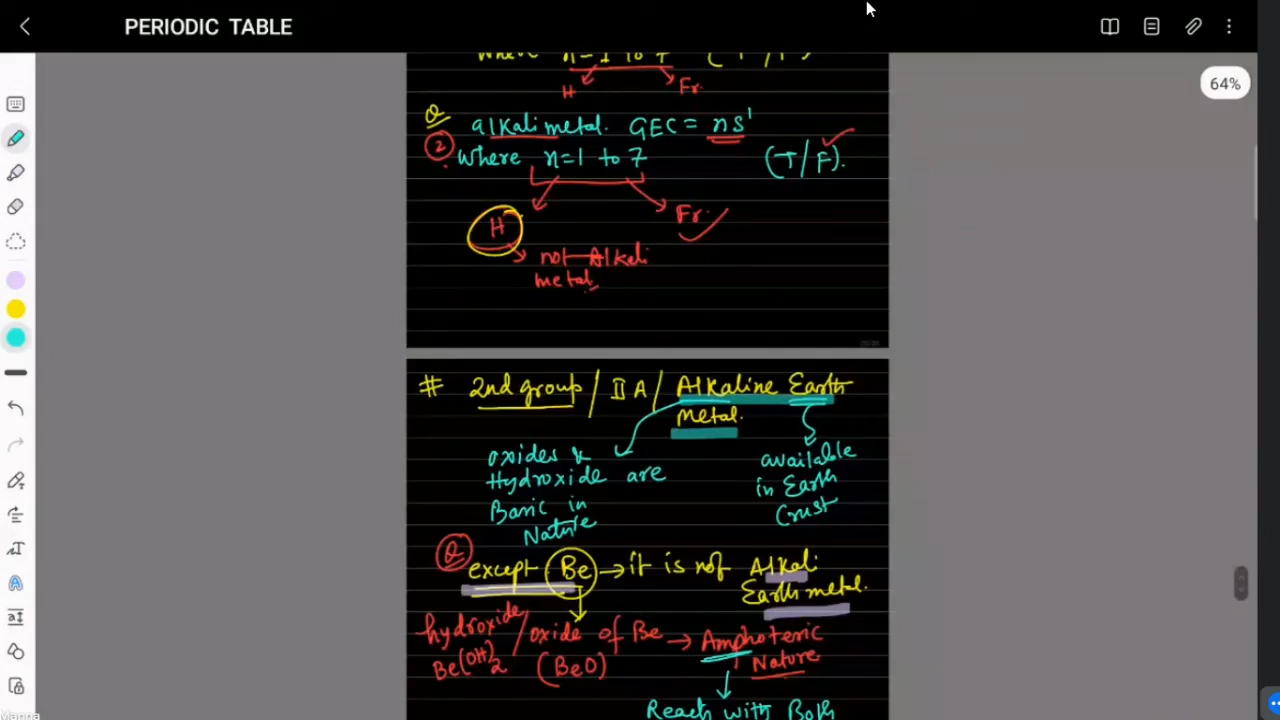 PERIODIC TABLE
64%
where n=1 to 7 (T/F)
H Fr.
Q
2 alkali metal. GEC = ns¹
where n=1 to 7 (T/F).
H Fr.
not Alkali
metal.
# 2nd group / II A / Alkaline Earth
Metal.
oxides & Hydroxide are Basic in Nature
available in Earth Crust
Q
except Be → it is not Alkali
Earth metal.
hydroxide / oxide of Be → Amphoteric
Be(OH)2 (BeO) Nature.
React with Both